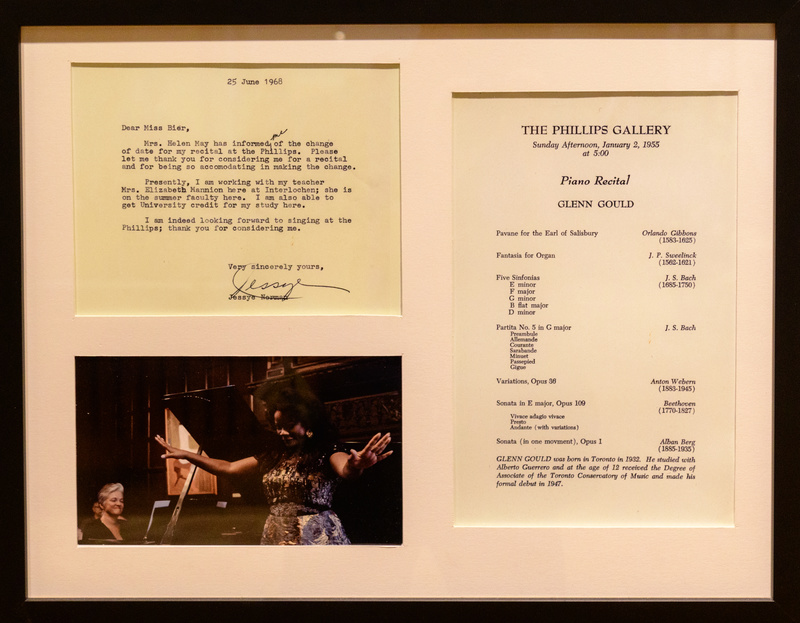 25 June 1968
Dear Miss Bier,
me
Mrs. Helen May has informed of the change
of date for my recital at the Phillips. Please
let me thank you for considering me for a recital
and for being so accomodating in making the change.
Presently, I am working with my teacher
Mrs. Elizabeth Mannion here at Interlochen; she is
on the summer faculty here. I am also able to
get University credit for my study here.
I am indeed looking forward to singing at the
Phillips; thank you for considering me.
Very sincerely yours,
Jessye
Jessye Norman
THE PHILLIPS GALLERY
Sunday Afternoon, January 2, 1955
at 5:00
Piano Recital
GLENN GOULD
Pavane for the Earl of Salisbury Orlando Gibbons
(1583-1625)
Fantasia for Organ J. P. Sweelinck
(1562-1621)
Five Sinfonias J. S. Bach
E minor (1685-1750)
F major
G minor
B flat major
D minor
Partita No. 5 in G major J. S. Bach
Preambule
Allemande
Courante
Sarabande
Minuet
Passepied
Gigue
Variations, Opus 36 Anton Webern
(1883-1945)
Sonata in E major, Opus 109 Beethoven
(1770-1827)
Vivace adagio vivace
Presto
Andante (with variations)
Sonata (in one movment), Opus 1 Alban Berg
(1885-1935)
GLENN GOULD was born in Toronto in 1932. He studied with
Alberto Guerrero and at the age of 12 received the Degree of
Associate of the Toronto Conservatory of Music and made his
formal debut in 1947.